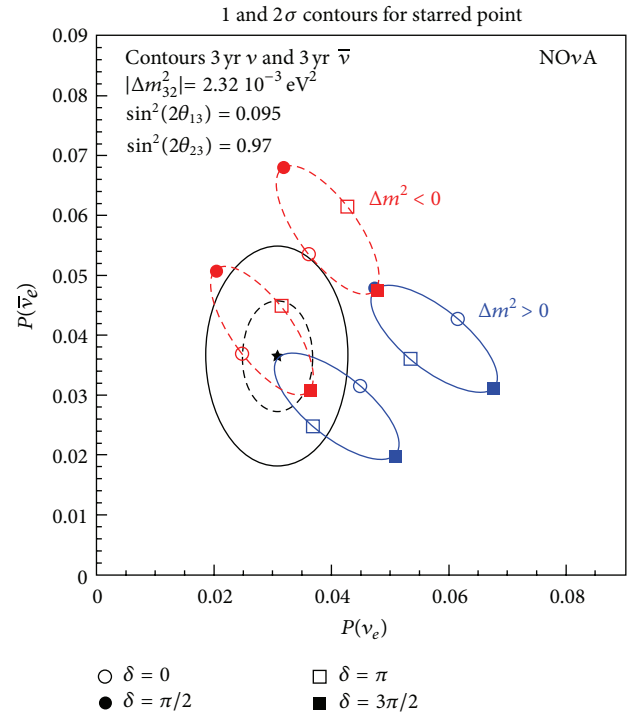 1 and 2σ contours for starred point
Contours 3 yr ν and 3 yr ν̅
NOνA
|Δm²₃₂| = 2.32 10⁻³ eV²
sin²(2θ₁₃) = 0.095
sin²(2θ₂₃) = 0.97
Δm² < 0
Δm² > 0
P(ν̅ₑ)
0.09
0.08
0.07
0.06
0.05
0.04
0.03
0.02
0.01
0
0 0.02 0.04 0.06 0.08
P(νₑ)
δ = 0 δ = π
δ = π/2 δ = 3π/2